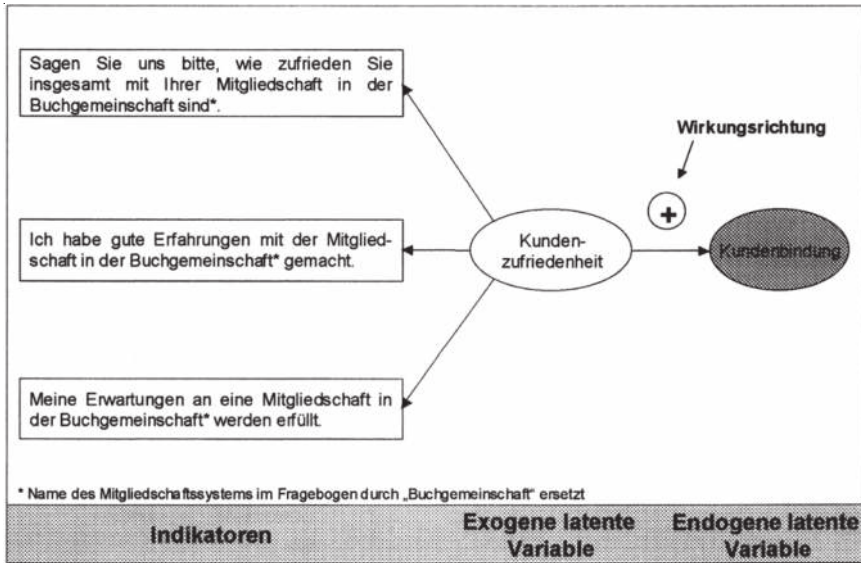 Sagen Sie uns bitte, wie zufrieden Sie
insgesamt mit Ihrer Mitgliedschaft in der
Buchgemeinschaft sind*.
Wirkungsrichtung
+
Ich habe gute Erfahrungen mit der Mitglied-
schaft in der Buchgemeinschaft* gemacht.
Kunden-
zufriedenheit
Kundenbindung
Meine Erwartungen an eine Mitgliedschaft in
der Buchgemeinschaft* werden erfüllt.
* Name des Mitgliedschaftssystems im Fragebogen durch „Buchgemeinschaft" ersetzt
Indikatoren
Exogene latente
Variable
Endogene latente
Variable